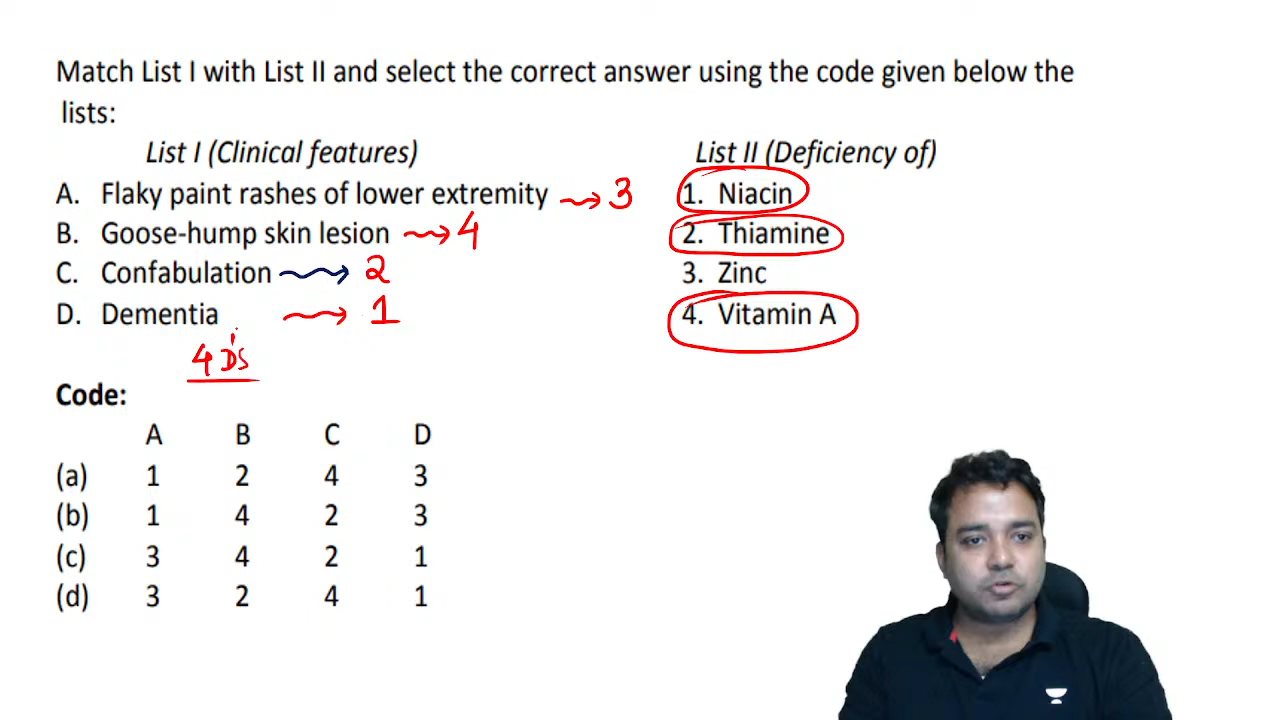 Match List I with List II and select the correct answer using the code given below the
lists:
List I (Clinical features) List II (Deficiency of)
A. Flaky paint rashes of lower extremity 3 1. Niacin
B. Goose-hump skin lesion 4 2. Thiamine
C. Confabulation 2 3. Zinc
D. Dementia 1 4. Vitamin A
4 D's
Code:
A B C D
(a) 1 2 4 3
(b) 1 4 2 3
(c) 3 4 2 1
(d) 3 2 4 1